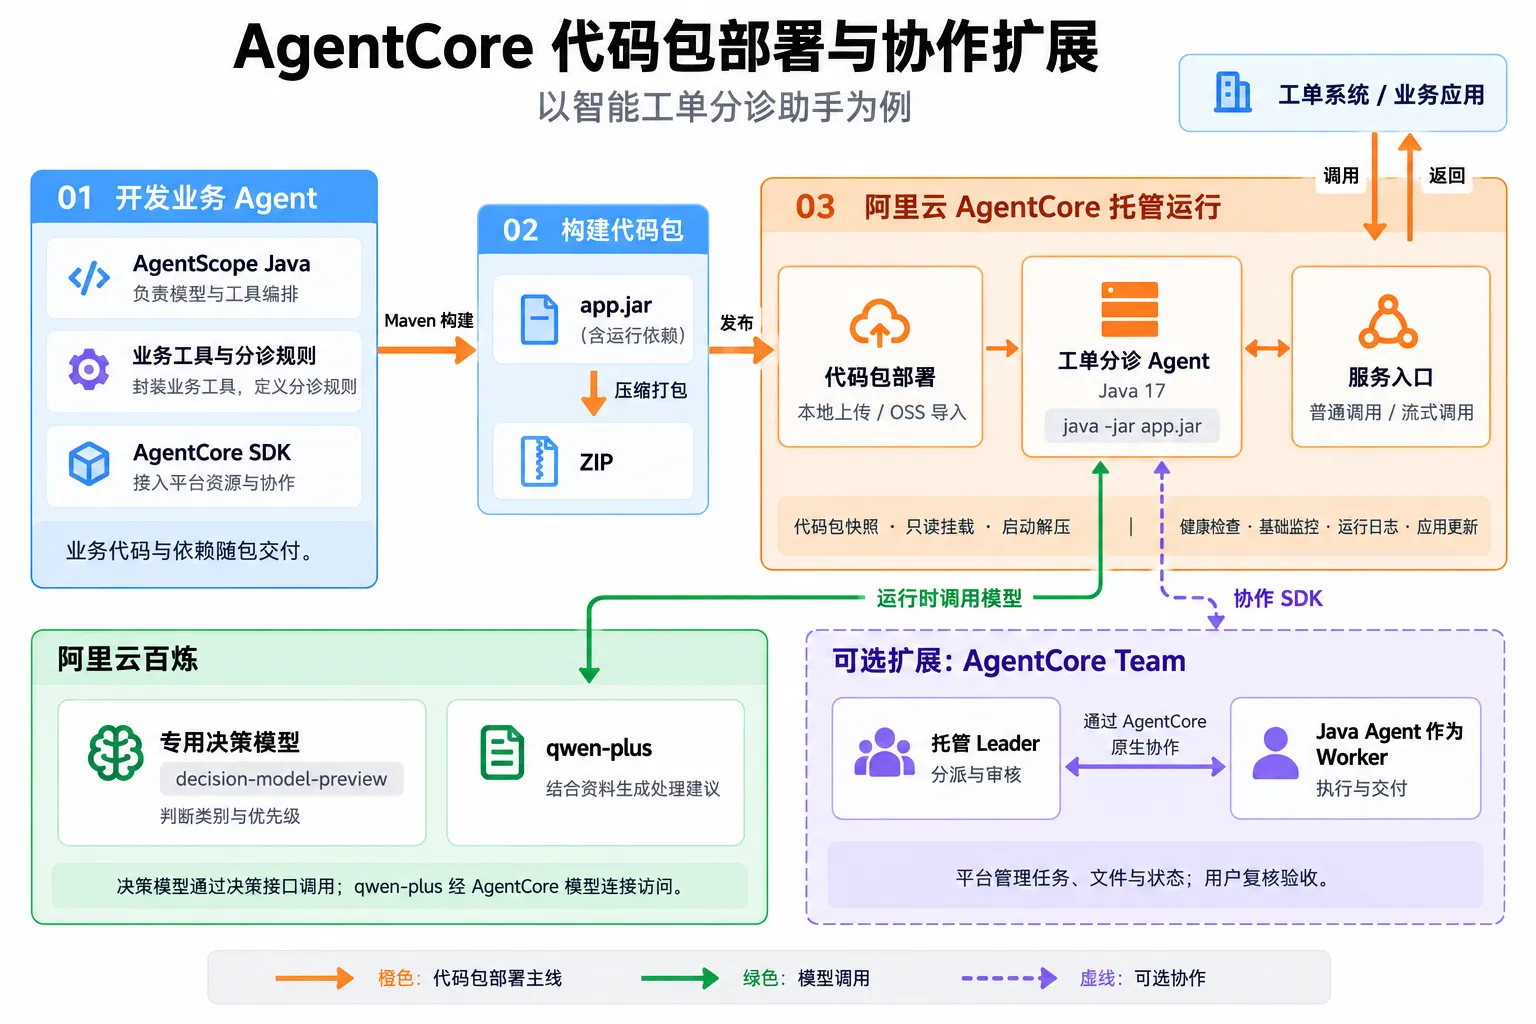 AgentCore 代码包部署与协作扩展
以智能工单分诊助手为例
工单系统 / 业务应用
调用
返回
01 开发业务 Agent
AgentScope Java
负责模型与工具编排
业务工具与分诊规则
封装业务工具，定义分诊规则
AgentCore SDK
接入平台资源与协作
业务代码与依赖随包交付。
Maven 构建
02 构建代码包
app.jar
（含运行依赖）
压缩打包
ZIP
发布
03 阿里云 AgentCore 托管运行
代码包部署
本地上传 / OSS 导入
工单分诊 Agent
Java 17
java -jar app.jar
服务入口
普通调用 / 流式调用
代码包快照 · 只读挂载 · 启动解压 | 健康检查 · 基础监控 · 运行日志 · 应用更新
运行时调用模型
协作 SDK
阿里云百炼
专用决策模型
decision-model-preview
判断类别与优先级
qwen-plus
结合资料生成处理建议
决策模型通过决策接口调用；qwen-plus 经 AgentCore 模型连接访问。
可选扩展：AgentCore Team
托管 Leader
分派与审核
通过 AgentCore
原生协作
Java Agent 作为
Worker
执行与交付
平台管理任务、文件与状态；用户复核验收。
橙色：代码包部署主线
绿色：模型调用
虚线：可选协作